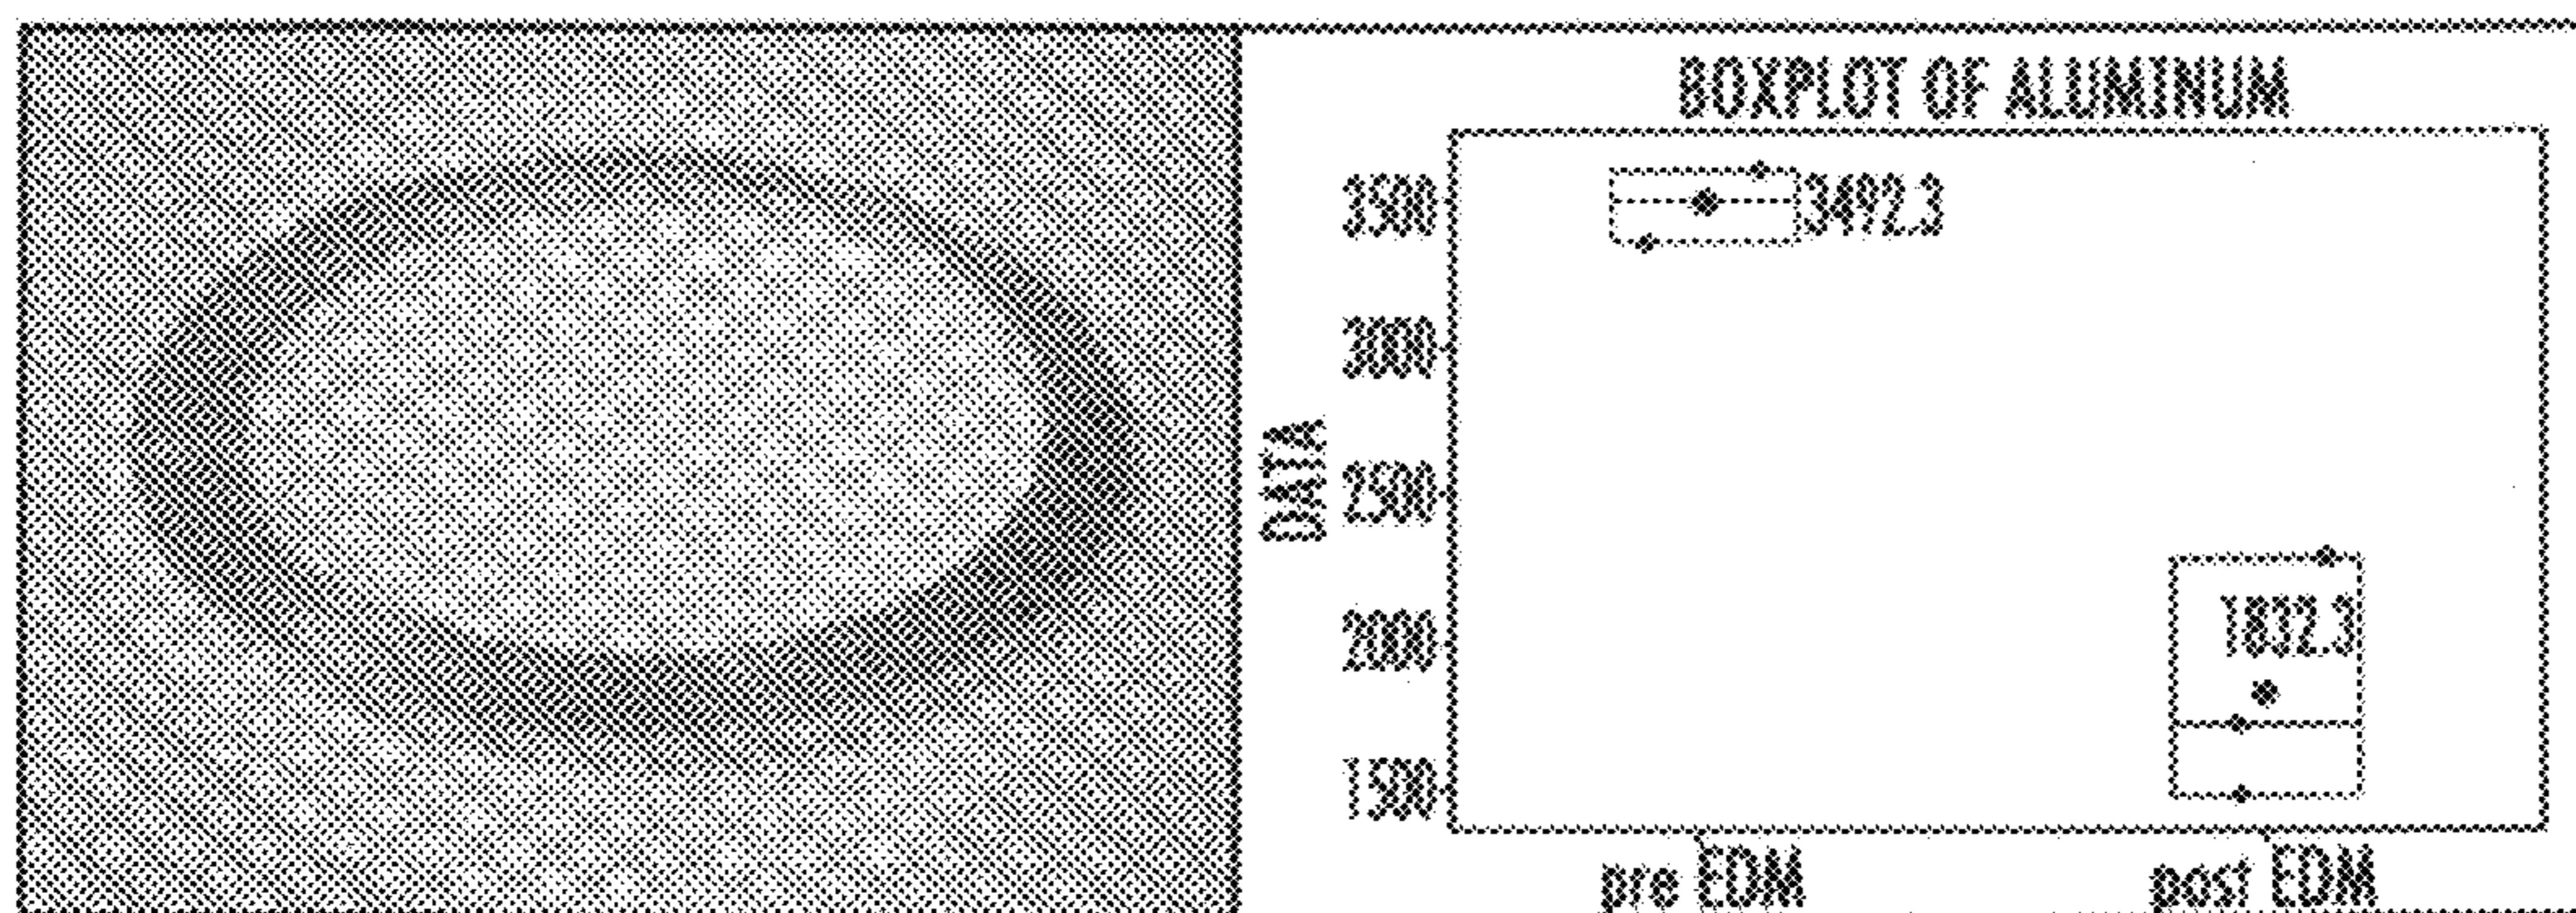 BOXPLOT OF ALUMINUM
3500
3492.3
3000
DATA
2500
2000
1832.3
1500
pre EDM
post EDM